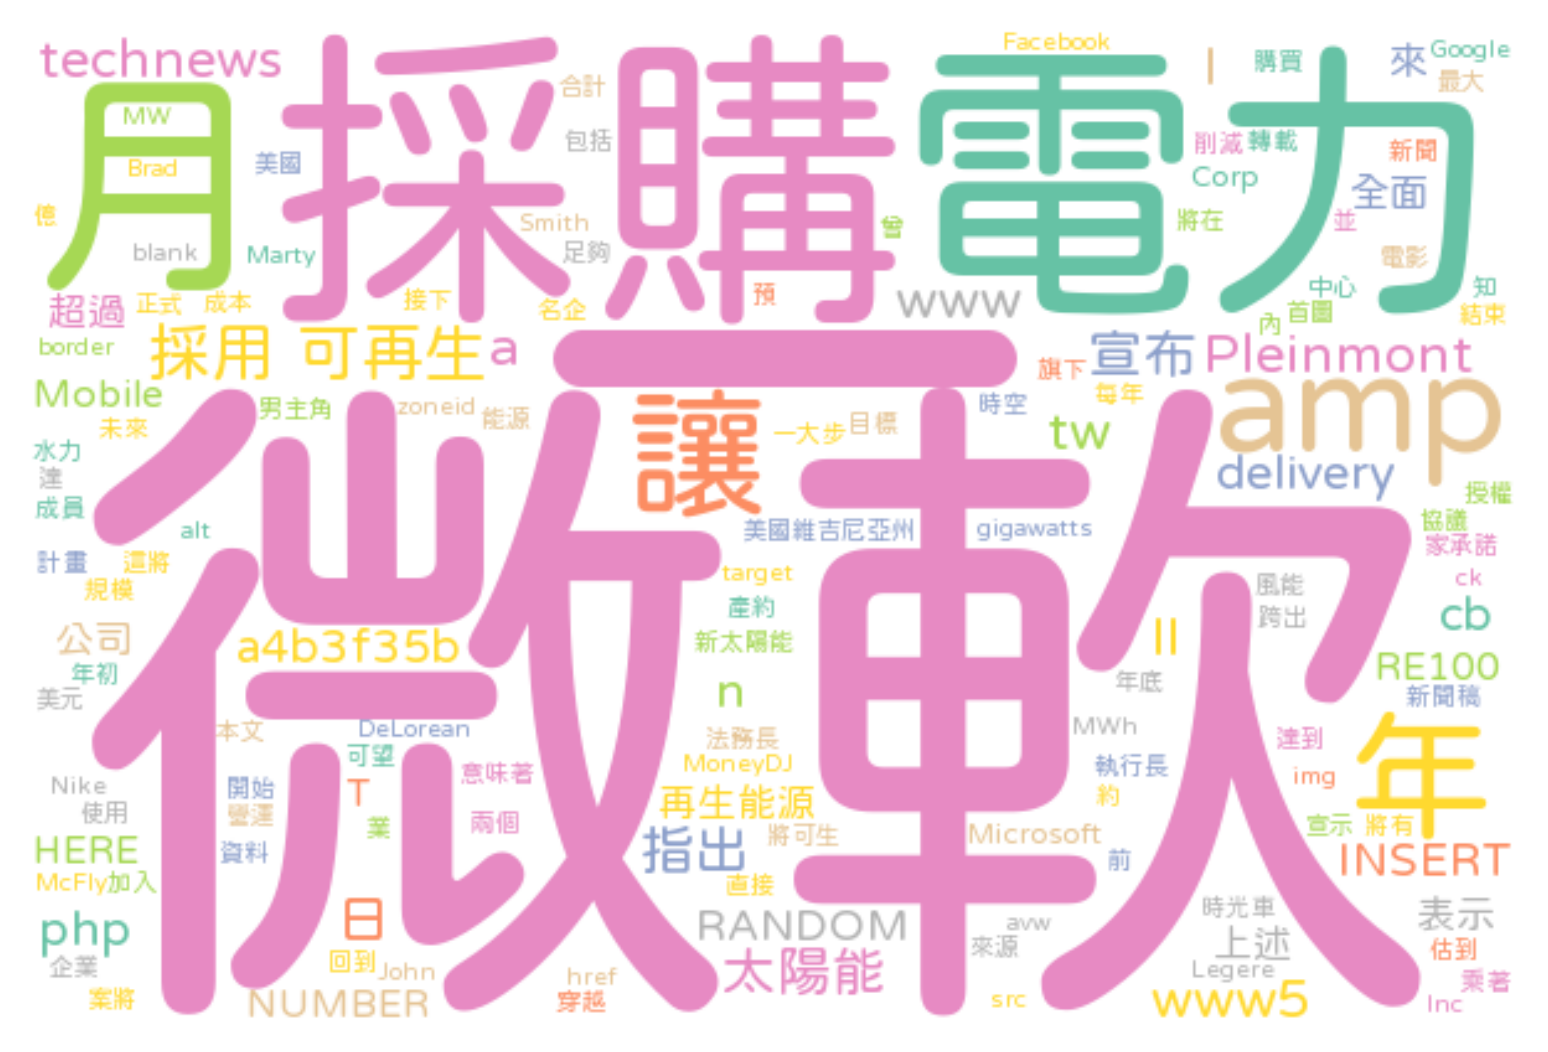 technews
Facebook
購買
來
Google
最大
月
採購
電力
MW
合計
l
Brad
美國
包括
削減
轉載
新聞
Corp
全面
億
Smith
曾
將在
並
blank
Marty
足夠
電影
超過
正式
成本
接下
名企
預
www
中心
知
首圖
結束
內
border
採用
可再生
a
一
宣布
Pleinmont
旗下
Mobile
男主角
zoneid
能源
讓
時空
每年
amp
未來
一大步
目標
tw
水力
delivery
達
微軟
成員
授權
alt
美國維吉尼亞州
gigawatts
協議
家承諾
計畫
這將
target
風能
ck
規模
產約
跨出
cb
公司
a4b3f35b
新太陽能
ll
RE100
年初
n
年底
新聞稿
美元
本文
DeLorean
法務長
MWh
達到
年
可望
MoneyDJ
執行長
img
Nike
開始
T
意味著
再生能源
約
使用
營運
業
兩個
將可生
Microsoft
宣示
將有
HERE
資料
指出
前
INSERT
McFly
加入
直接
php
日
RANDOM
avw
時光車
表示
企業
回到
John
太陽能
來源
上述
估到
案將
NUMBER
href
穿越
src
Legere
www5
乘著
Inc